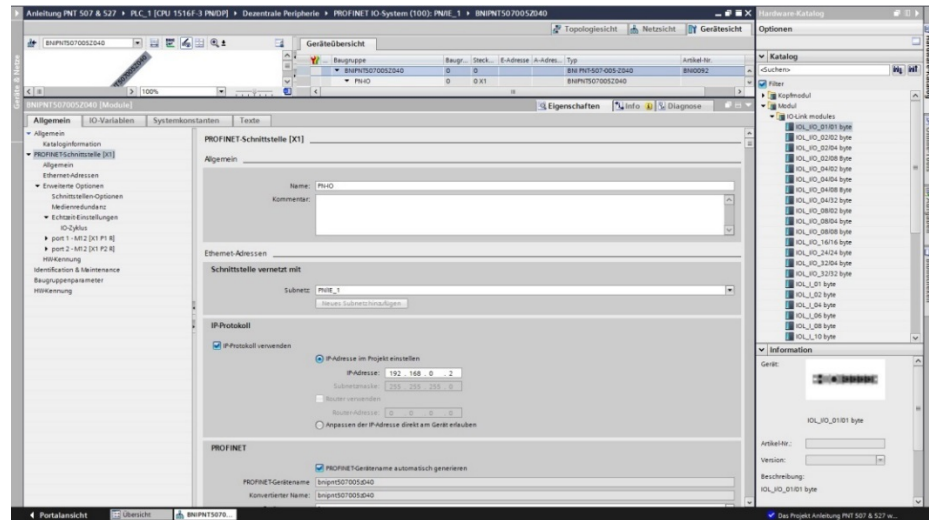 Anleitung PNT 507 & 527 ▸ PLC_1 [CPU 1516F-3 PN/DP] ▸ Dezentrale Peripherie ▸ PROFINET IO-System (100): PN/IE_1 ▸ BNIPNT507005Z040
Topologiesicht Netzsicht Gerätesicht
BNIPNT507005Z040
Geräteübersicht
Baugruppe Baugr... Steck... E-Adresse A-Adres... Typ Artikel-Nr.
BNIPNT507005Z040 0 0 BNI PNT-507-005-Z040 BNI0092
PN-IO 0 0 X1 BNIPNT507005Z040
100%
BNIPNT507005Z040 [Module]
Eigenschaften Info Diagnose
Allgemein IO-Variablen Systemkonstanten Texte
Allgemein
Kataloginformation
PROFINET-Schnittstelle [X1]
Allgemein
Ethernet-Adressen
Erweiterte Optionen
Schnittstellen-Optionen
Medienredundanz
Echtzeit-Einstellungen
IO-Zyklus
port 1 - M12 [X1 P1 R]
port 2 - M12 [X1 P2 R]
HW-Kennung
Identification & Maintenance
Baugruppenparameter
HW-Kennung
PROFINET-Schnittstelle [X1]
Allgemein
Name: PN-IO
Kommentar:
Ethernet-Adressen
Schnittstelle vernetzt mit
Subnetz: PN/IE_1
Neues Subnetz hinzufügen
IP-Protokoll
IP-Protokoll verwenden
IP-Adresse im Projekt einstellen
IP-Adresse: 192 . 168 . 0 . 2
Subnetzmaske: 255 . 255 . 255 . 0
Router verwenden
Router-Adresse: 0 . 0 . 0 . 0
Anpassen der IP-Adresse direkt am Gerät erlauben
PROFINET
PROFINET-Gerätename automatisch generieren
PROFINET-Gerätename bnipnt507005z040
Konvertierter Name: bnipnt507005z040
Hardware-Katalog
Optionen
Katalog
<Suchen>
Filter
Kopfmodul
Modul
IO-Link modules
IOL_I/O_01/01 byte
IOL_I/O_02/02 byte
IOL_I/O_02/04 byte
IOL_I/O_02/08 Byte
IOL_I/O_04/02 byte
IOL_I/O_04/04 byte
IOL_I/O_04/08 Byte
IOL_I/O_04/32 byte
IOL_I/O_08/02 byte
IOL_I/O_08/04 byte
IOL_I/O_08/08 byte
IOL_I/O_16/16 byte
IOL_I/O_24/24 byte
IOL_I/O_32/04 byte
IOL_I/O_32/32 byte
IOL_I_01 byte
IOL_I_02 byte
IOL_I_04 byte
IOL_I_06 byte
IOL_I_08 byte
IOL_I_10 byte
Information
Gerät:
IOL_I/O_01/01 byte
Artikel-Nr.:
Version:
Beschreibung:
IOL_I/O_01/01 byte
Portalansicht Übersicht BNIPNT5070...
Das Projekt Anleitung PNT 507 & 527 w...